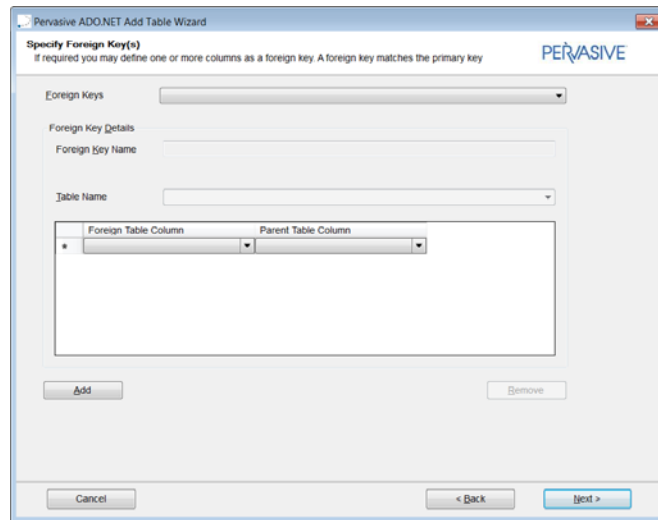 Pervasive ADO.NET Add Table Wizard
Specify Foreign Key(s)
If required you may define one or more columns as a foreign key. A foreign key matches the primary key
PERVASIVE
Foreign Keys
Foreign Key Details
Foreign Key Name
Table Name
Foreign Table Column Parent Table Column
*
Add Remove
Cancel < Back Next >